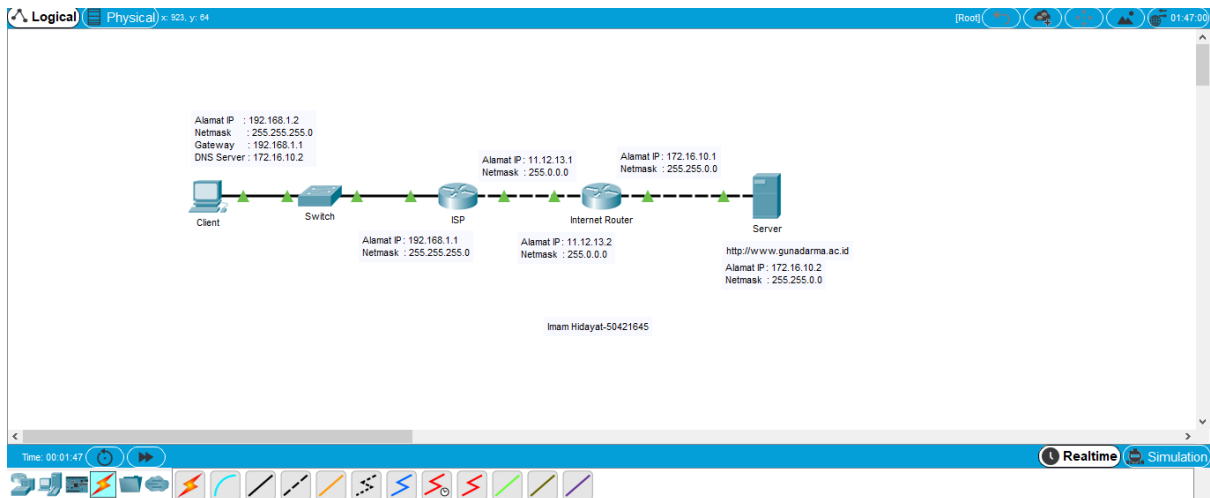 Logical
Physical
x: 923, y: 64
[Root]
01:47:00
Alamat IP : 192.168.1.2
Netmask : 255.255.255.0
Gateway : 192.168.1.1
DNS Server : 172.16.10.2
Alamat IP : 11.12.13.1
Netmask : 255.0.0.0
Alamat IP : 172.16.10.1
Netmask : 255.255.0.0
Client
Switch
ISP
Internet Router
Server
Alamat IP : 192.168.1.1
Netmask : 255.255.255.0
Alamat IP : 11.12.13.2
Netmask : 255.0.0.0
http://www.gunadarma.ac.id
Alamat IP : 172.16.10.2
Netmask : 255.255.0.0
Imam Hidayat-50421645
Time: 00:01:47
Realtime
Simulation